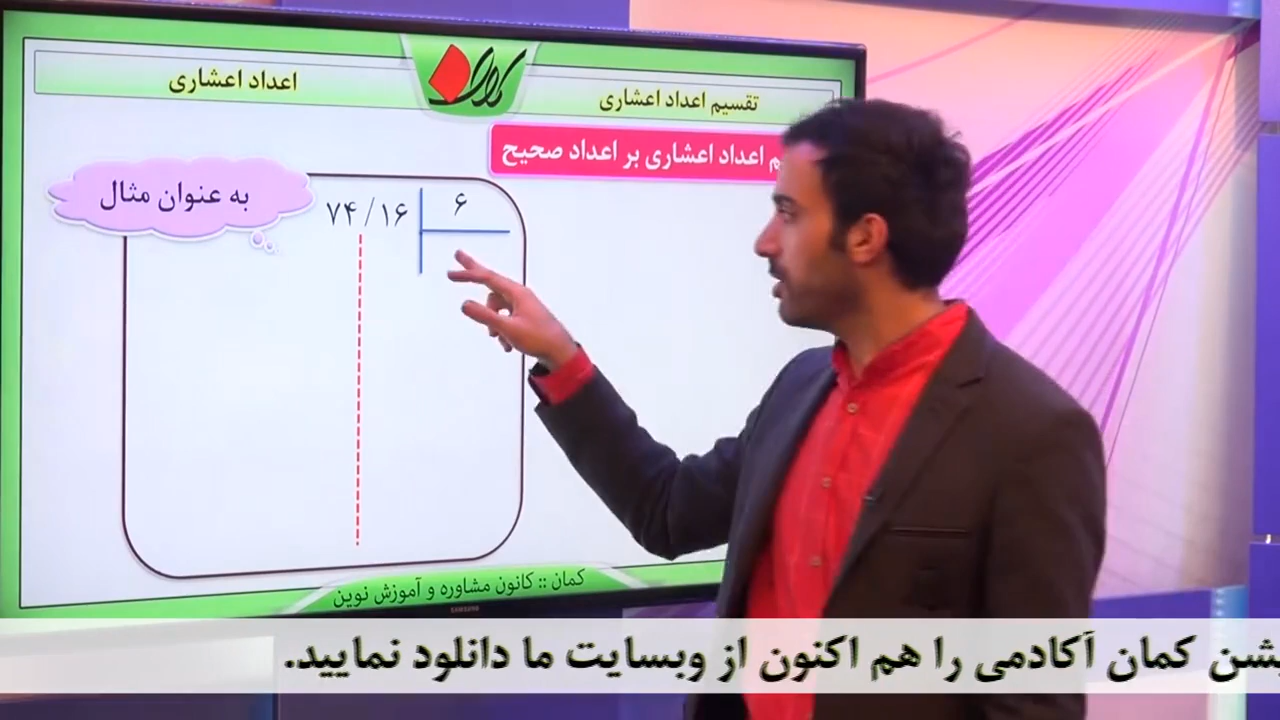 تقسیم اعداد اعشاری
اعداد اعشاری
اعداد اعشاری بر اعداد صحیح
به عنوان مثال
۷۴/۱۶ ۶
کمان :: کانون مشاوره و آموزش نوین
SAMSUNG
کمان آکادمی را هم اکنون از وبسایت ما دانلود نمایید.